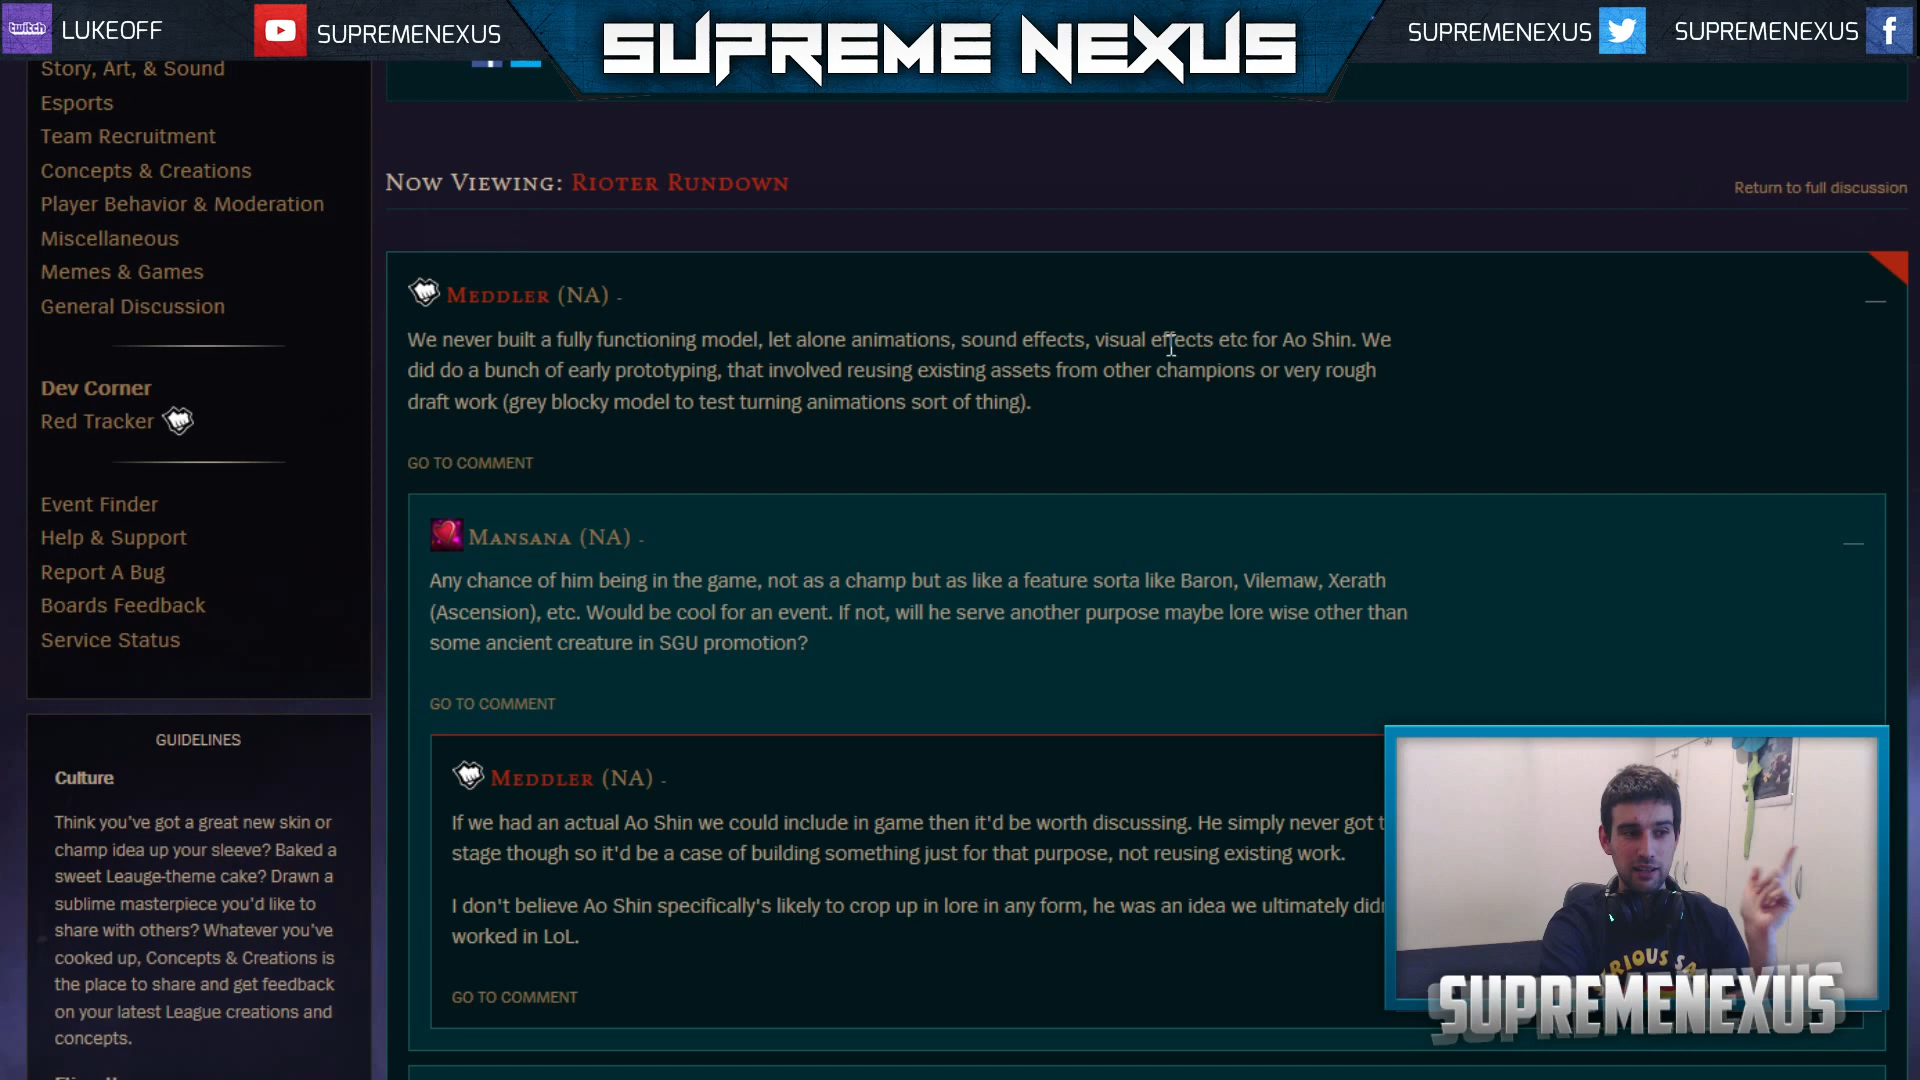 twitch LUKEOFF
SUPREMENEXUS
SUPREME NEXUS
SUPREMENEXUS
SUPREMENEXUS
Story, Art, & Sound
Esports
Team Recruitment
Concepts & Creations
Player Behavior & Moderation
Miscellaneous
Memes & Games
General Discussion
Dev Corner
Red Tracker
Event Finder
Help & Support
Report A Bug
Boards Feedback
Service Status
GUIDELINES
Culture
Think you've got a great new skin or
champ idea up your sleeve? Baked a
sweet Leauge-theme cake? Drawn a
sublime masterpiece you'd like to
share with others? Whatever you've
cooked up, Concepts & Creations is
the place to share and get feedback
on your latest League creations and
concepts.
Now Viewing: Rioter Rundown
Return to full discussion
Meddler (NA) -
We never built a fully functioning model, let alone animations, sound effects, visual effects etc for Ao Shin. We
did do a bunch of early prototyping, that involved reusing existing assets from other champions or very rough
draft work (grey blocky model to test turning animations sort of thing).
GO TO COMMENT
Mansana (NA) -
Any chance of him being in the game, not as a champ but as like a feature sorta like Baron, Vilemaw, Xerath
(Ascension), etc. Would be cool for an event. If not, will he serve another purpose maybe lore wise other than
some ancient creature in SGU promotion?
GO TO COMMENT
Meddler (NA) -
If we had an actual Ao Shin we could include in game then it'd be worth discussing. He simply never got
stage though so it'd be a case of building something just for that purpose, not reusing existing work.
I don't believe Ao Shin specifically's likely to crop up in lore in any form, he was an idea we ultimately
worked in LoL.
GO TO COMMENT
SUPREMENEXUS